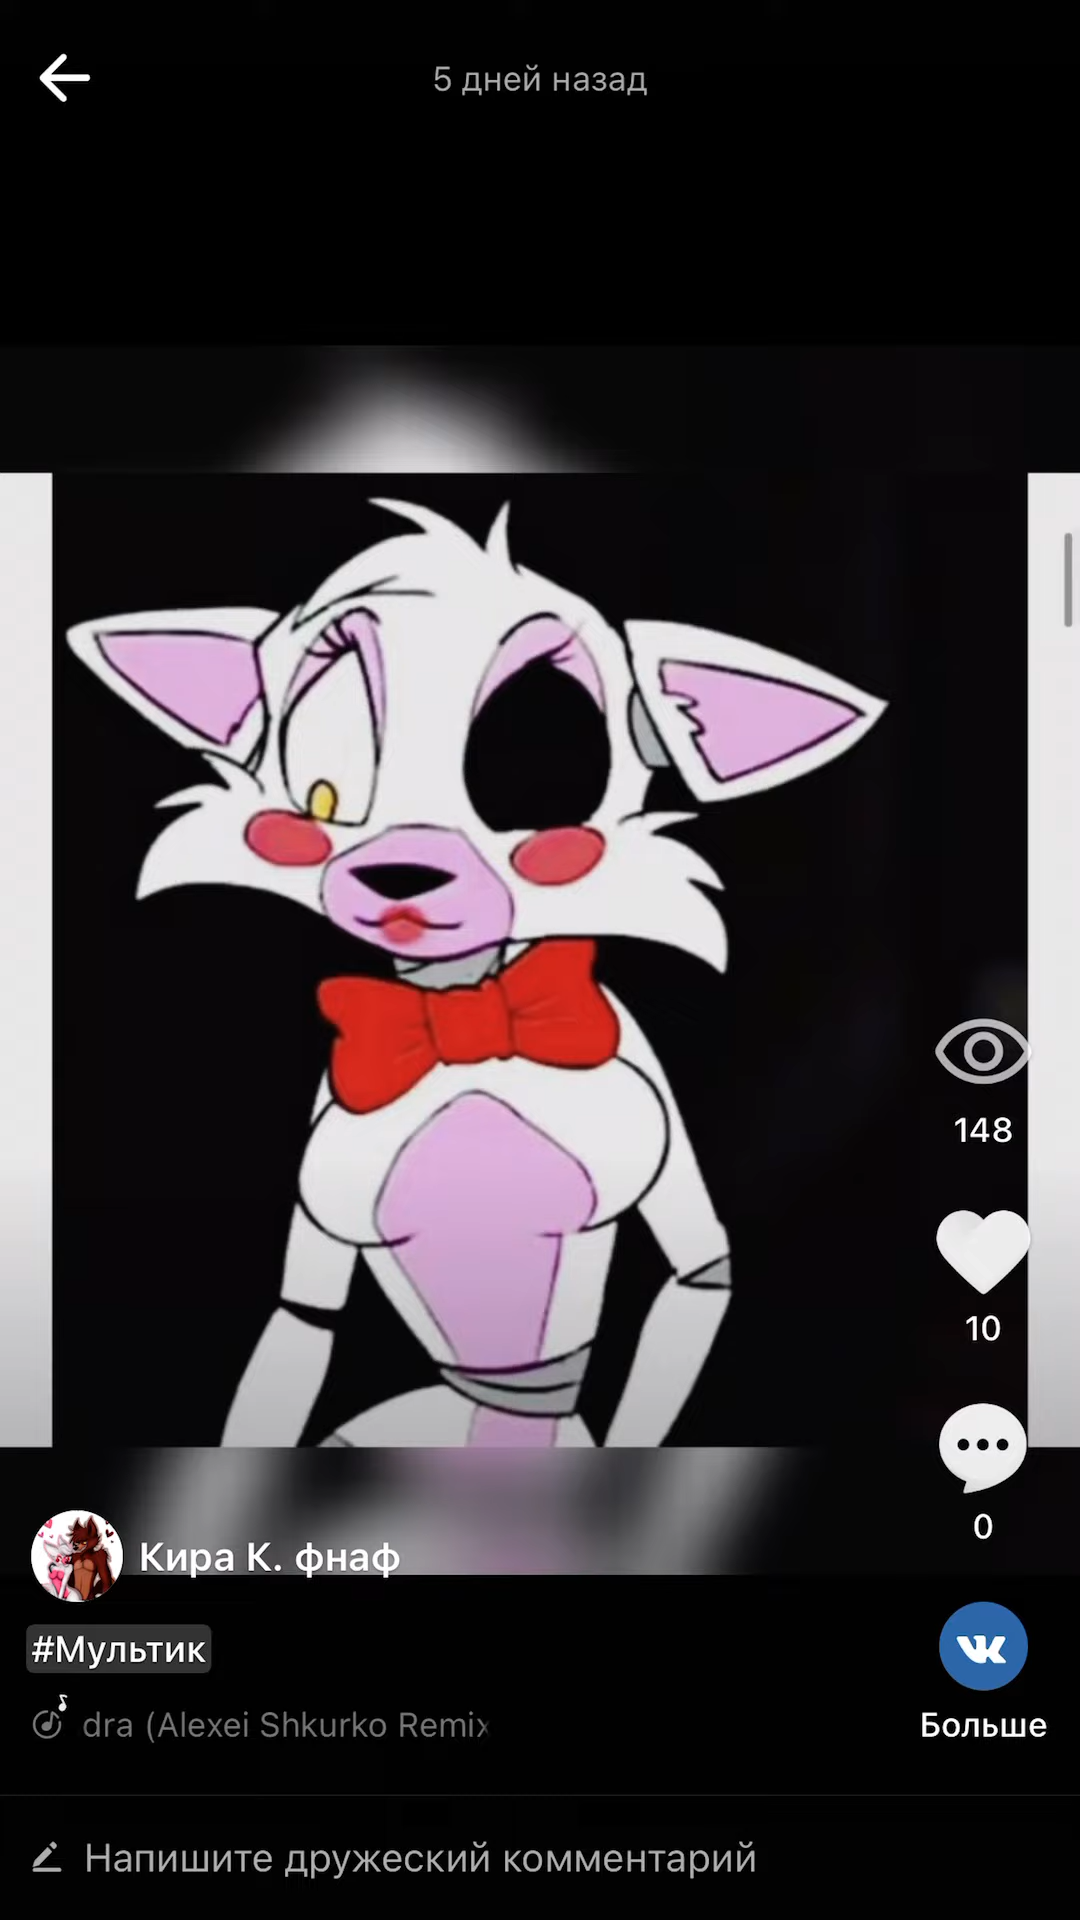 5 дней назад
148
10
0
Кира К. фнаф
#Мультик
dra (Alexei Shkurko Remix
Больше
Напишите дружеский комментарий